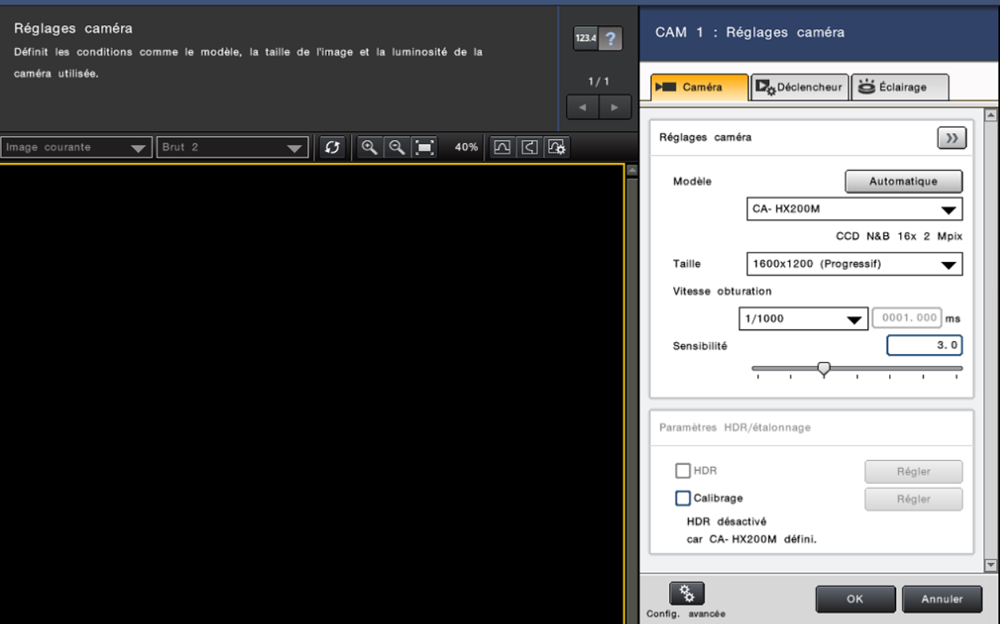 Réglages caméra
Définit les conditions comme le modèle, la taille de l'image et la luminosité de la
caméra utilisée.
123.4 ?
1/1
Image courante
Brut 2
40%
CAM 1 : Réglages caméra
Caméra
Déclencheur
Éclairage
Réglages caméra
Modèle
Automatique
CA-HX200M
CCD N&B 16x 2 Mpix
Taille
1600x1200 (Progressif)
Vitesse obturation
1/1000
0001.000 ms
Sensibilité
3.0
Paramètres HDR/étalonnage
HDR
Régler
Calibrage
Régler
HDR désactivé
car CA-HX200M défini.
Config. avancée
OK
Annuler